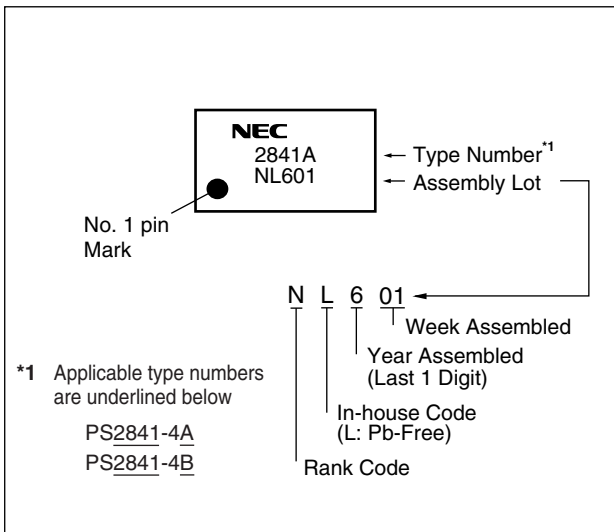 NEC
2841A
NL601
Type Number*1
Assembly Lot
No. 1 pin
Mark
N L 6 01
Week Assembled
Year Assembled
(Last 1 Digit)
In-house Code
(L: Pb-Free)
Rank Code
*1 Applicable type numbers
are underlined below
PS2841-4A
PS2841-4B